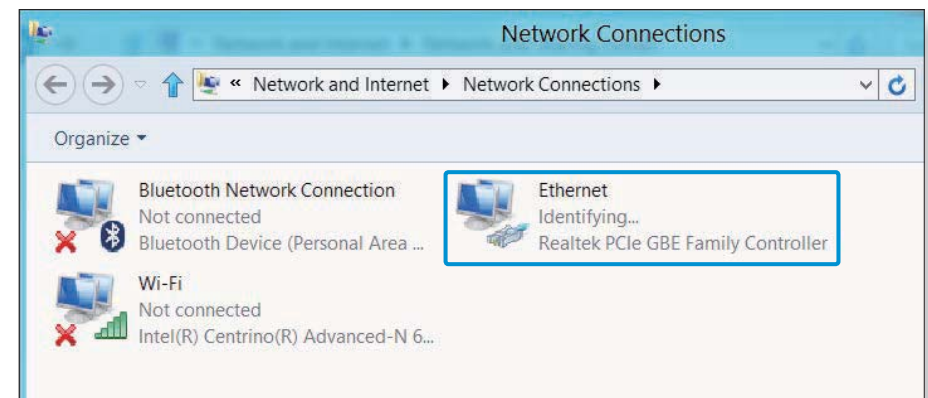 Network Connections
« Network and Internet ▸ Network Connections ▸
Organize
Bluetooth Network Connection
Not connected
Bluetooth Device (Personal Area ...
Ethernet
Identifying...
Realtek PCIe GBE Family Controller
Wi-Fi
Not connected
Intel(R) Centrino(R) Advanced-N 6...